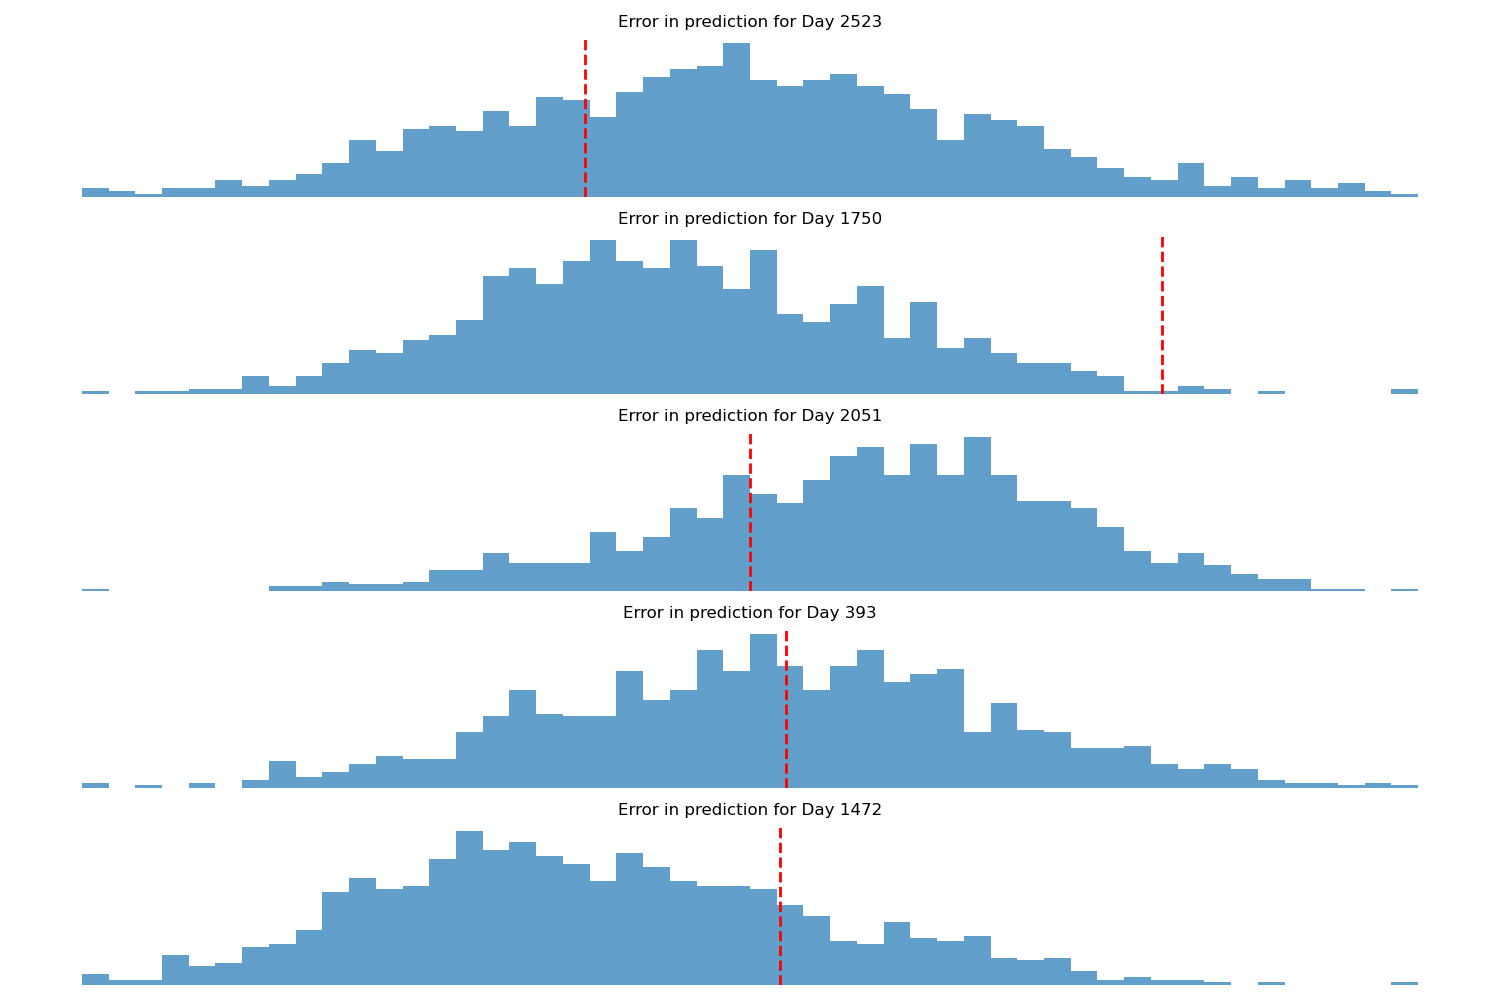 Error in prediction for Day 2523
Error in prediction for Day 1750
Error in prediction for Day 2051
Error in prediction for Day 393
Error in prediction for Day 1472